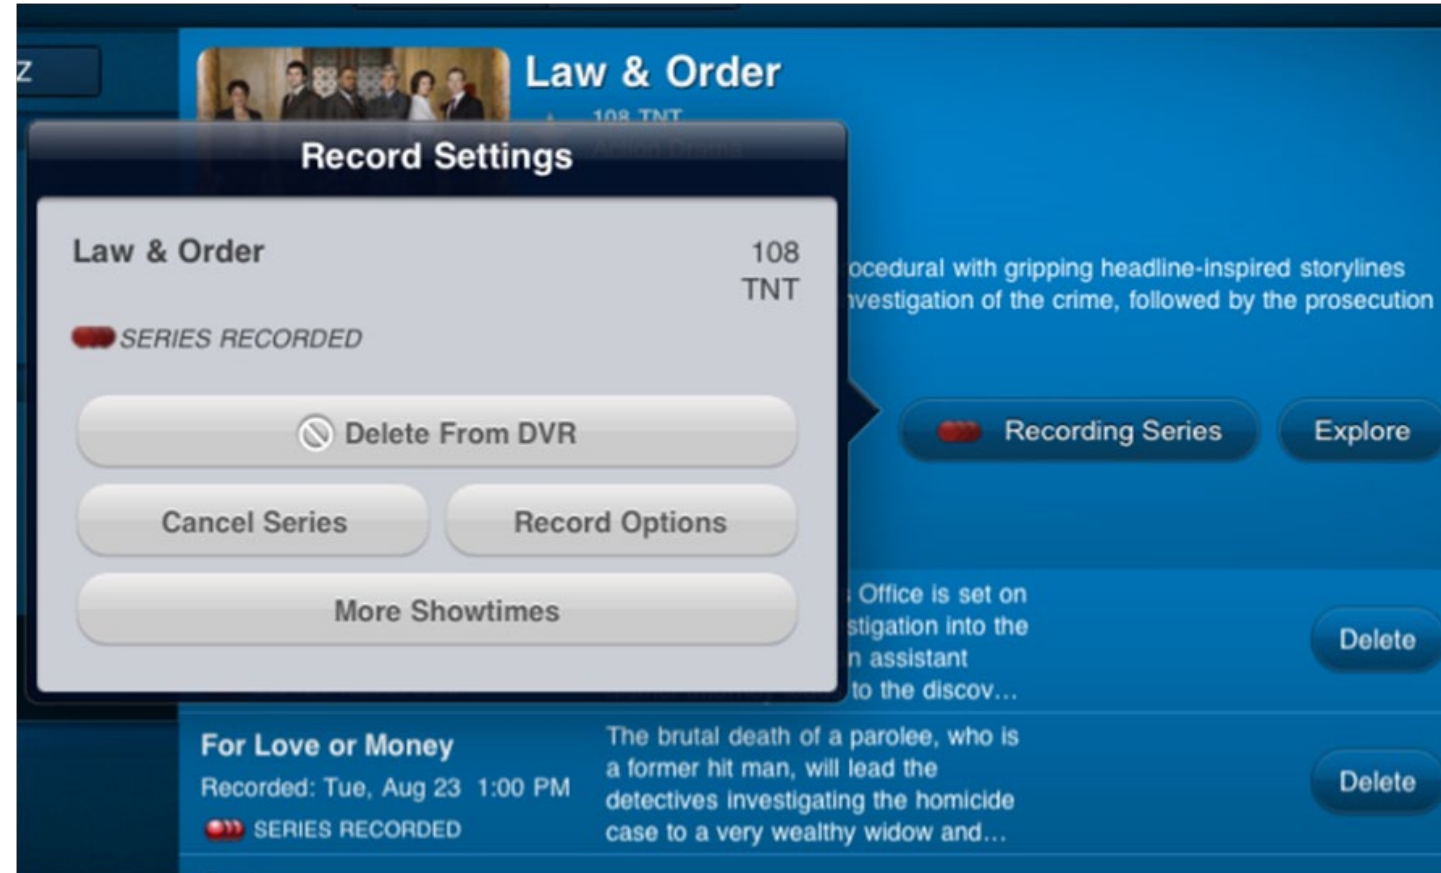 Z
Law & Order
108 TNT
Action Drama
Record Settings
Law & Order
108
TNT
SERIES RECORDED
Delete From DVR
Cancel Series
Record Options
More Showtimes
ocedural with gripping headline-inspired storylines
nvestigation of the crime, followed by the prosecution
Recording Series
Explore
Office is set on
stigation into the
n assistant
to the discov...
Delete
For Love or Money
Recorded: Tue, Aug 23 1:00 PM
SERIES RECORDED
The brutal death of a parolee, who is
a former hit man, will lead the
detectives investigating the homicide
case to a very wealthy widow and...
Delete